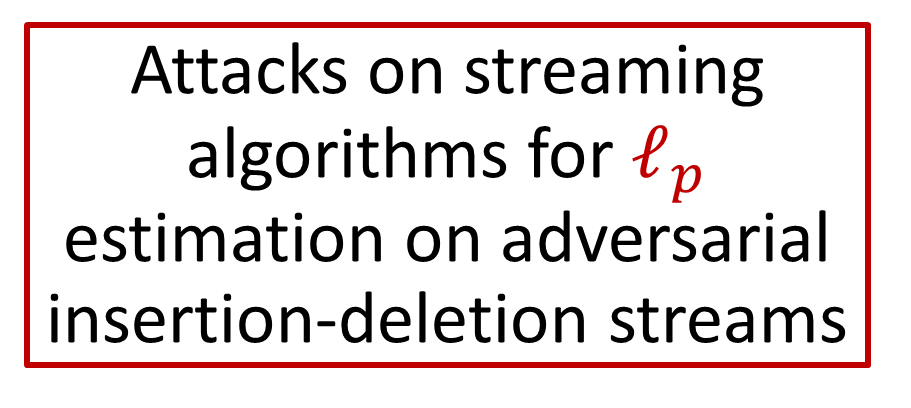 Attacks on streaming
algorithms for ℓₚ
estimation on adversarial
insertion-deletion streams